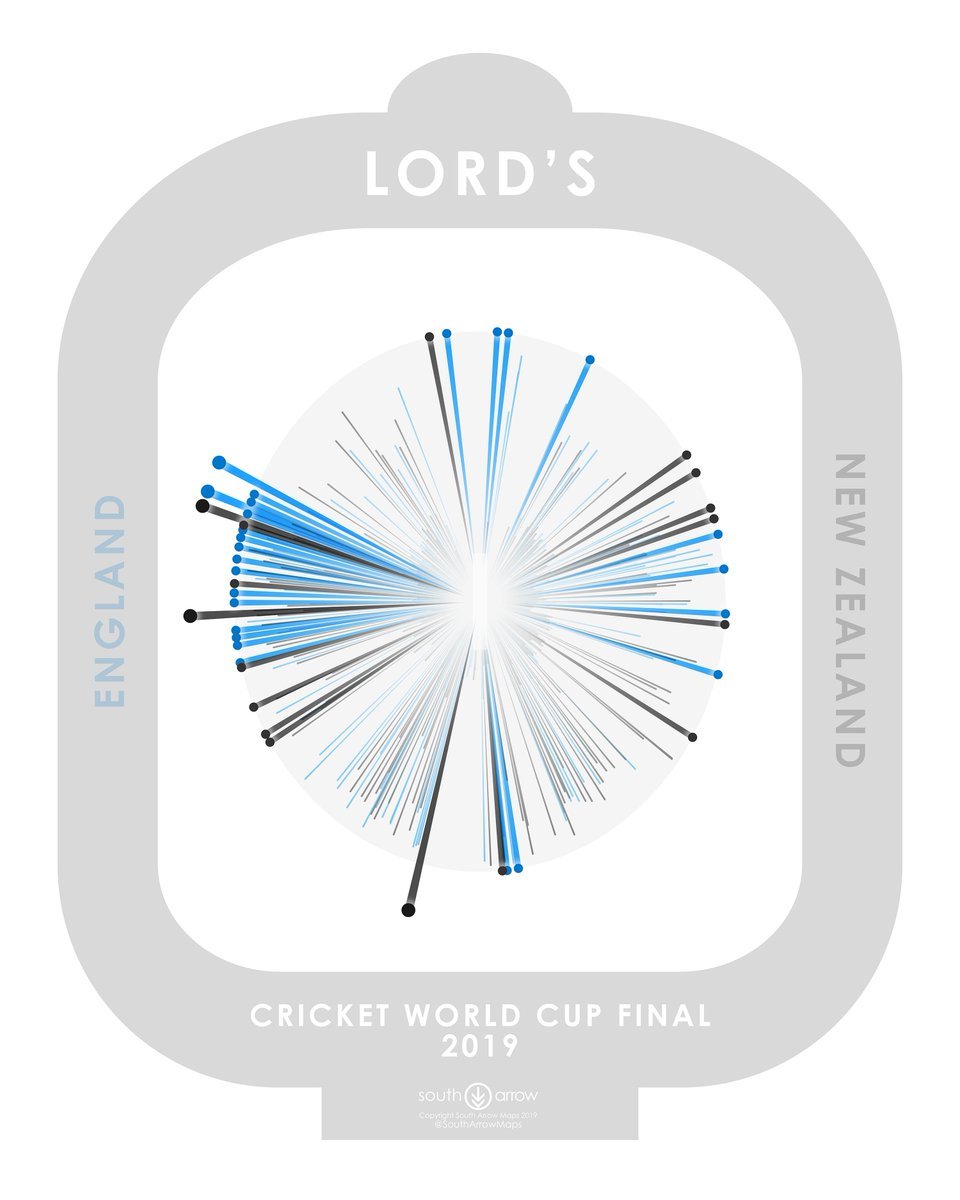 LORD'S
ENGLAND
NEW ZEALAND
CRICKET WORLD CUP FINAL
2019
south arrow
Copyright South Arrow Maps 2019
@SouthArrowMaps